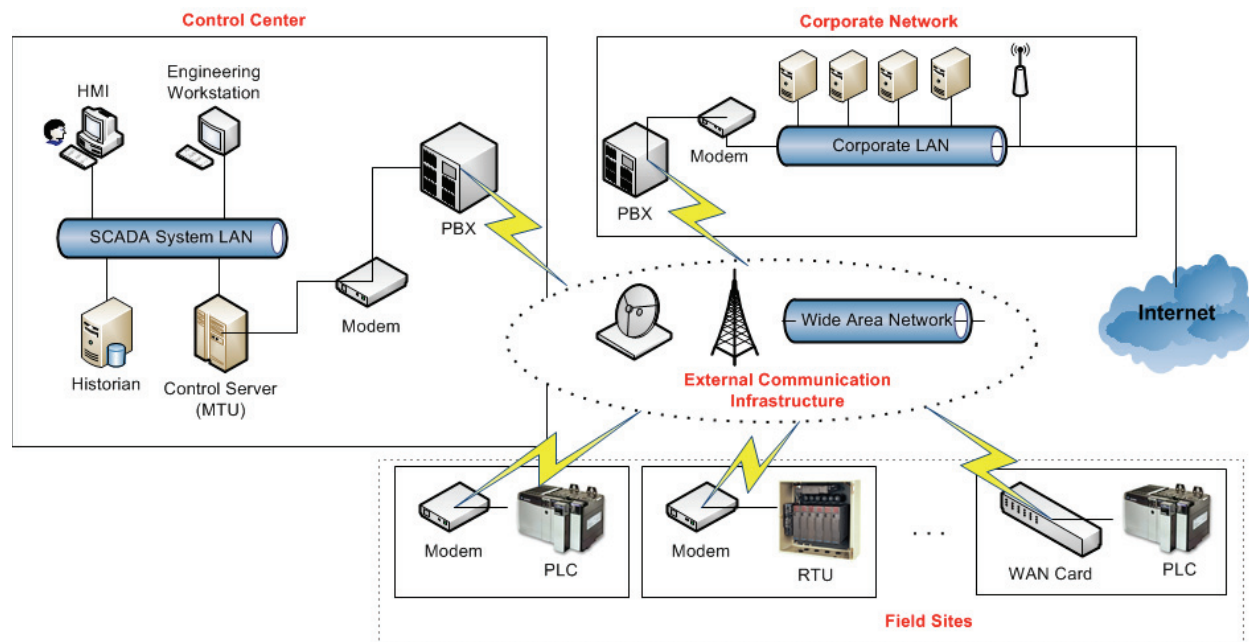 Control Center
HMI
Engineering
Workstation
SCADA System LAN
Historian
Control Server
(MTU)
Modem
PBX
Corporate Network
Modem
PBX
Corporate LAN
Internet
Wide Area Network
External Communication
Infrastructure
Modem
PLC
Modem
RTU
...
WAN Card
PLC
Field Sites